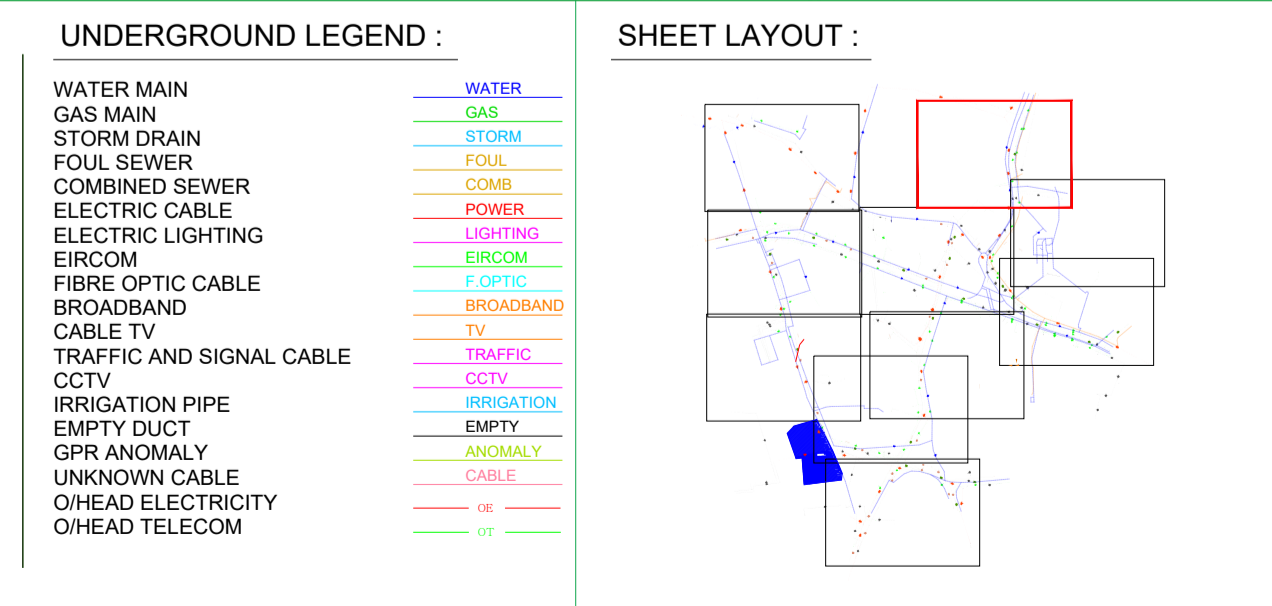 UNDERGROUND LEGEND :
WATER MAIN WATER
GAS MAIN GAS
STORM DRAIN STORM
FOUL SEWER FOUL
COMBINED SEWER COMB
ELECTRIC CABLE POWER
ELECTRIC LIGHTING LIGHTING
EIRCOM EIRCOM
FIBRE OPTIC CABLE F.OPTIC
BROADBAND BROADBAND
CABLE TV TV
TRAFFIC AND SIGNAL CABLE TRAFFIC
CCTV CCTV
IRRIGATION PIPE IRRIGATION
EMPTY DUCT EMPTY
GPR ANOMALY ANOMALY
UNKNOWN CABLE CABLE
O/HEAD ELECTRICITY OE
O/HEAD TELECOM OT
SHEET LAYOUT :